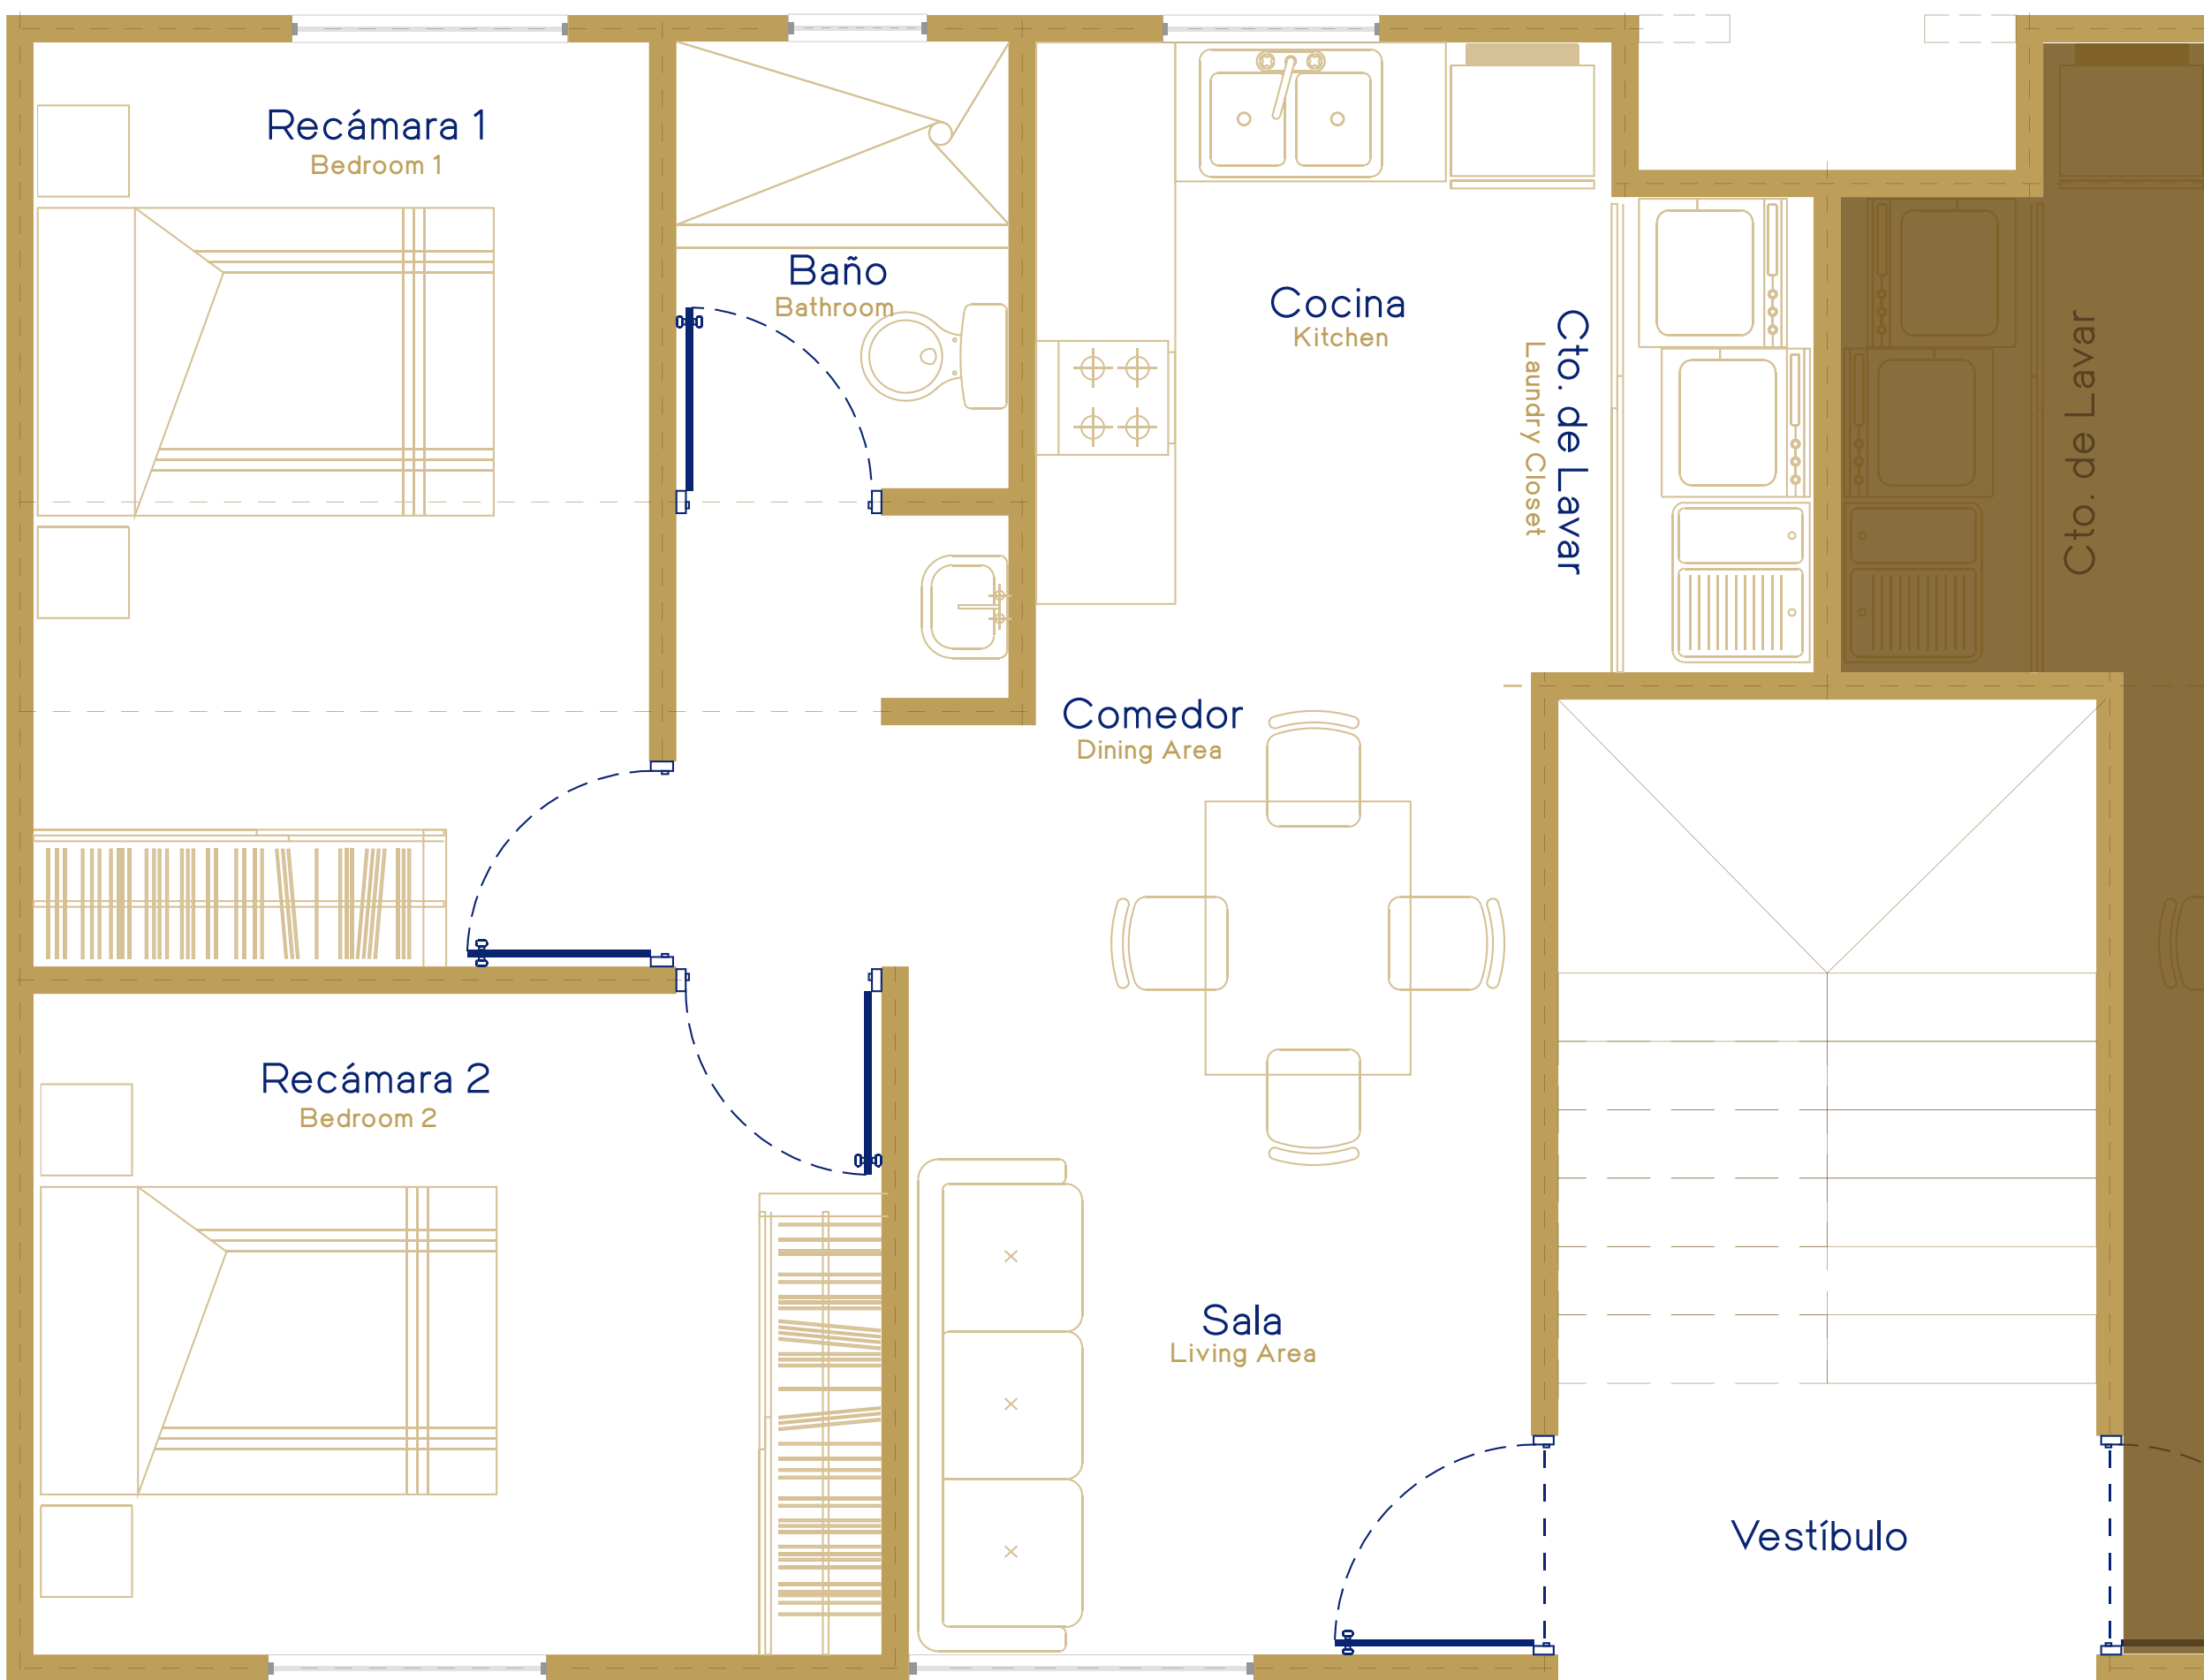 Recámara 1
Bedroom 1
Baño
Bathroom
Cocina
Kitchen
Cto. de Lavar
Laundry Closet
Cto. de Lavar
Comedor
Dining Area
Recámara 2
Bedroom 2
Sala
Living Area
Vestíbulo